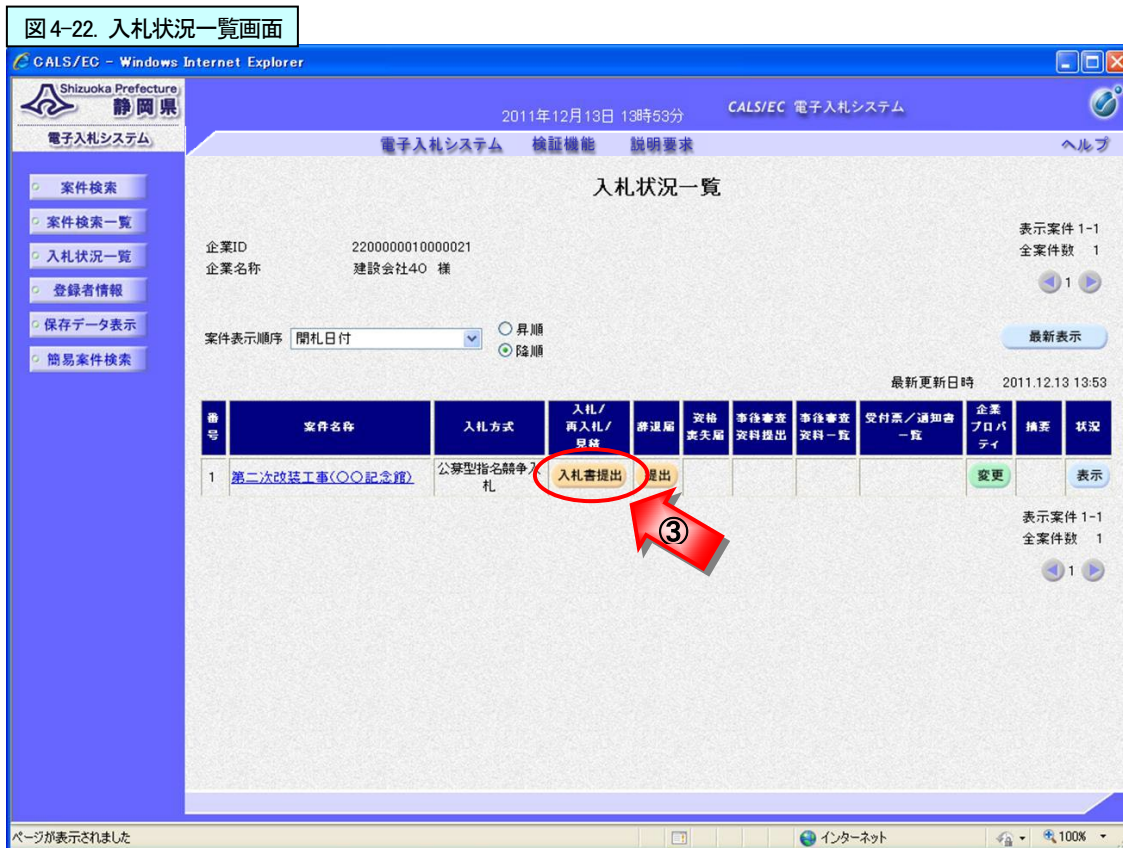 図4-22. 入札状況一覧画面
CALS/EC - Windows Internet Explorer
Shizuoka Prefecture
静岡県
電子入札システム
2011年12月13日 13時53分
CALS/EC 電子入札システム
電子入札システム 検証機能 説明要求 ヘルプ
案件検索
案件検索一覧
入札状況一覧
登録者情報
保存データ表示
簡易案件検索
入札状況一覧
表示案件 1-1
全案件数 1
1
企業ID 2200000010000021
企業名称 建設会社40 様
案件表示順序 開札日付
昇順
降順
最新表示
最新更新日時 2011.12.13 13:53
番号
案件名称
入札方式
入札/再入札/見積
辞退届
資格喪失届
事後審査資料提出
事後審査資料一覧
受付票/通知書一覧
企業プロパティ
摘要
状況
1
第二次改装工事(〇〇記念館)
公募型指名競争入札
入札書提出
提出
変更
表示
③
表示案件 1-1
全案件数 1
1
ページが表示されました
インターネット
100%